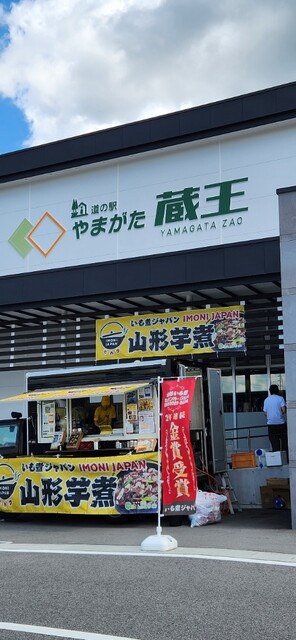 道の駅
やまがた 蔵王
YAMAGATA ZAO
いも煮ジャパン IMONI JAPAN
山形芋煮
金賞受賞
いも煮ジャパン
いも煮ジャパン IMONI JAPAN
山形芋煮